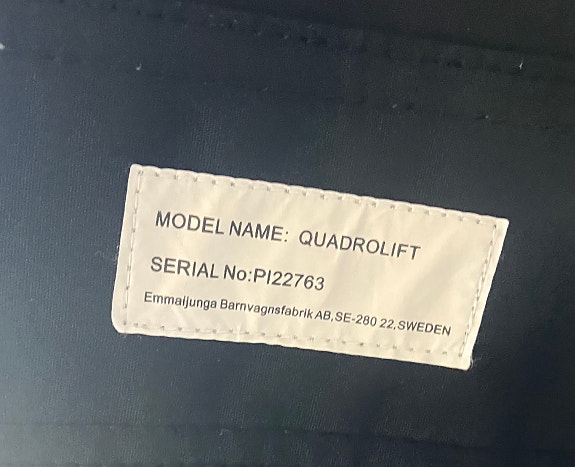 MODEL NAME: QUADROLIFT
SERIAL No:PI22763
Emmaljunga Barnvagnsfabrik AB,SE-280 22,SWEDEN